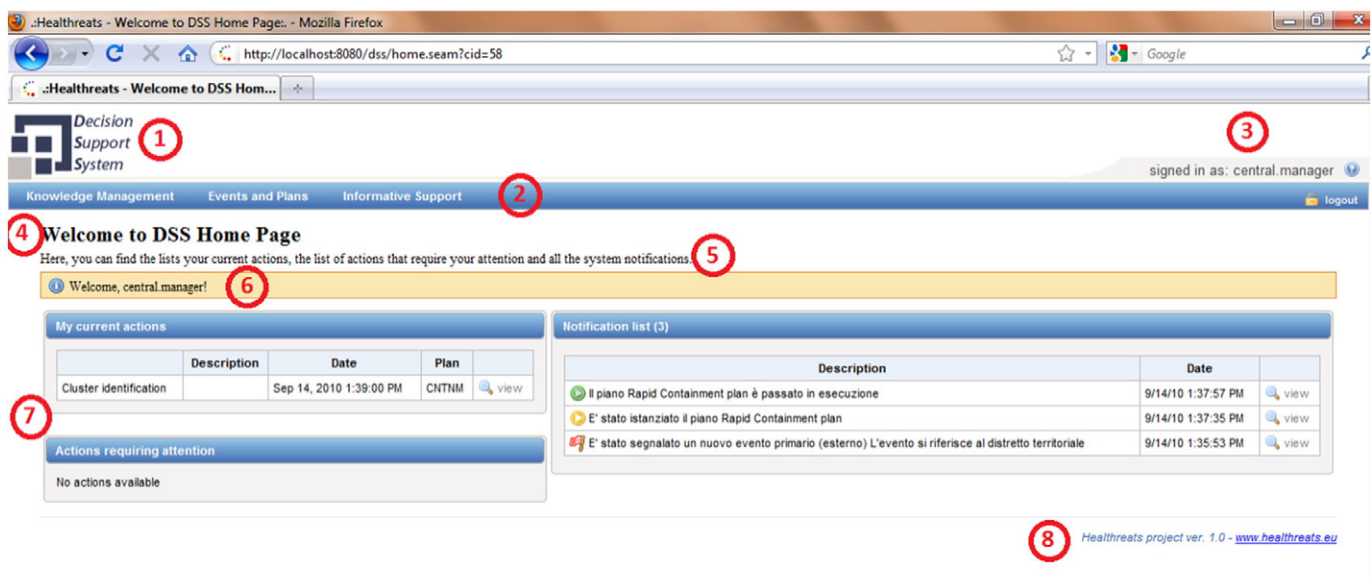 .:Healthreats - Welcome to DSS Home Page:. - Mozilla Firefox
http://localhost:8080/dss/home.seam?cid=58
Google
.:Healthreats - Welcome to DSS Hom...
Decision
Support
System
1
3
signed in as: central.manager
Knowledge Management Events and Plans Informative Support 2 logout
4 Welcome to DSS Home Page
Here, you can find the lists your current actions, the list of actions that require your attention and all the system notifications. 5
Welcome, central.manager! 6
My current actions
Description Date Plan
Cluster identification Sep 14, 2010 1:39:00 PM CNTNM view
7
Actions requiring attention
No actions available
Notification list (3)
Description Date
Il piano Rapid Containment plan è passato in esecuzione 9/14/10 1:37:57 PM view
E' stato istanziato il piano Rapid Containment plan 9/14/10 1:37:35 PM view
E' stato segnalato un nuovo evento primario (esterno) L'evento si riferisce al distretto territoriale 9/14/10 1:35:53 PM view
8 Healthreats project ver. 1.0 - www.healthreats.eu